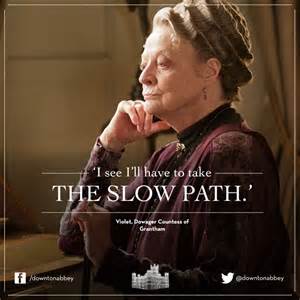 ‘I see I’ll have to take
THE SLOW PATH.’
Violet, Dowager Countess of
Grantham
/downtonabbey
@downtonabbey